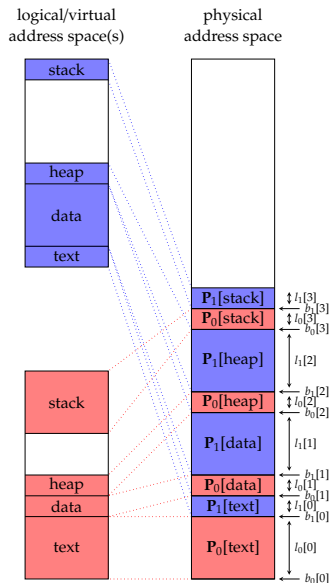 logical/virtual
address space(s)
physical
address space
stack
heap
data
text
stack
heap
data
text
P₁[stack]
P₀[stack]
P₁[heap]
P₀[heap]
P₁[data]
P₀[data]
P₁[text]
P₀[text]
l₁[3]
b₁[3]
l₀[3]
b₀[3]
l₁[2]
b₁[2]
l₀[2]
b₀[2]
l₁[1]
b₁[1]
l₀[1]
b₀[1]
l₁[0]
b₁[0]
l₀[0]
b₀[0]